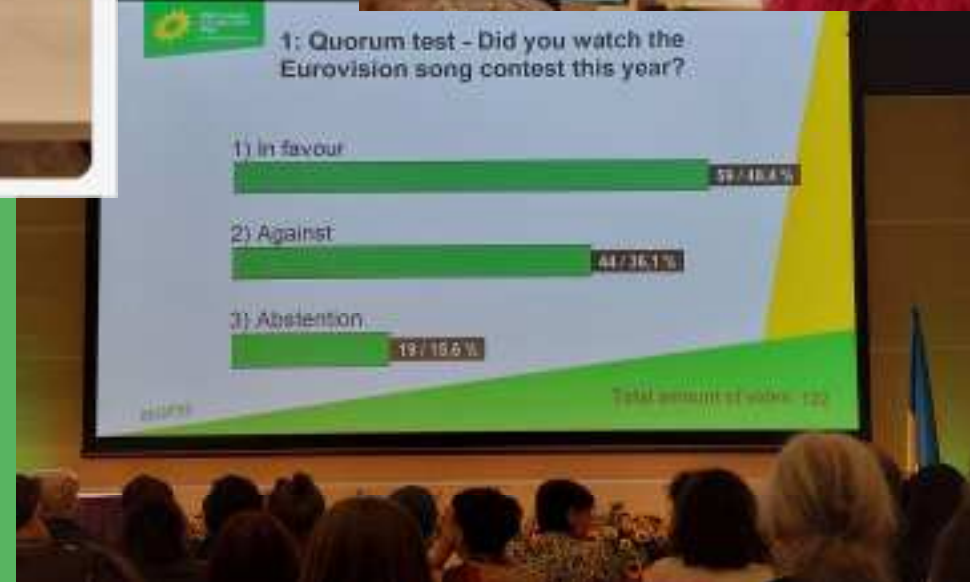 1: Quorum test - Did you watch the
Eurovision song contest this year?
1) In favour
59 / 48.4 %
2) Against
44 / 36.1 %
3) Abstention
19 / 15.6 %
Total amount of votes: 122